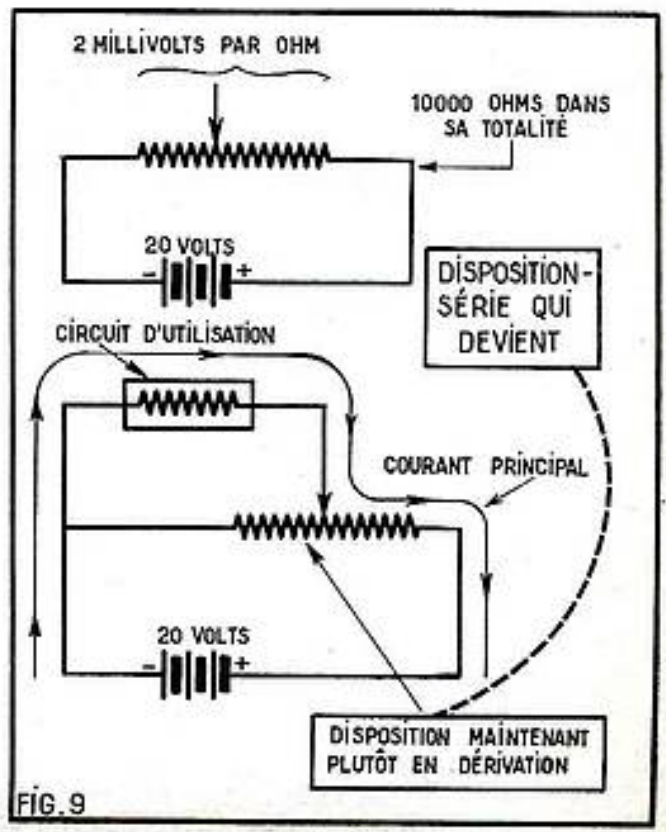 2 MILLIVOLTS PAR OHM
10000 OHMS DANS
SA TOTALITÉ
20 VOLTS
- +
DISPOSITION-
SÉRIE QUI
DEVIENT
CIRCUIT D'UTILISATION
COURANT PRINCIPAL
20 VOLTS
- +
DISPOSITION MAINTENANT
PLUTÔT EN DÉRIVATION
FIG.9